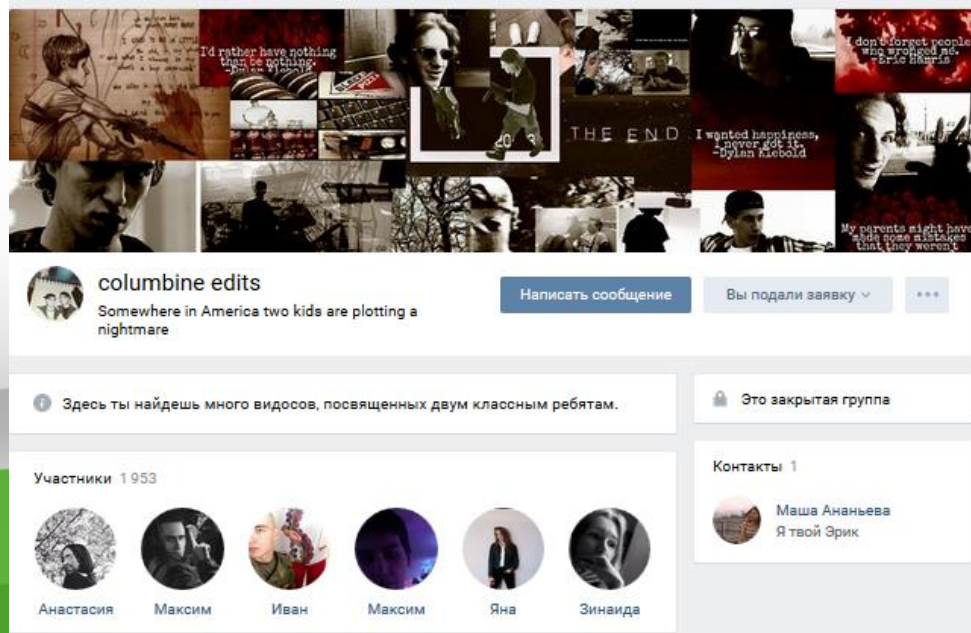 I'd rather have nothing
than be nothing.
-Dylan Klebold
THE END
I wanted happiness,
I never got it.
-Dylan Klebold
I don't forget people
who wronged me.
-Eric Harris
My parents might have
made some mistakes
that they weren't
columbine edits
Somewhere in America two kids are plotting a
nightmare
Написать сообщение
Вы подали заявку
Здесь ты найдешь много видосов, посвященных двум классным ребятам.
Это закрытая группа
Участники 1 953
Анастасия
Максим
Иван
Максим
Яна
Зинаида
Контакты 1
Маша Ананьева
Я твой Эрик